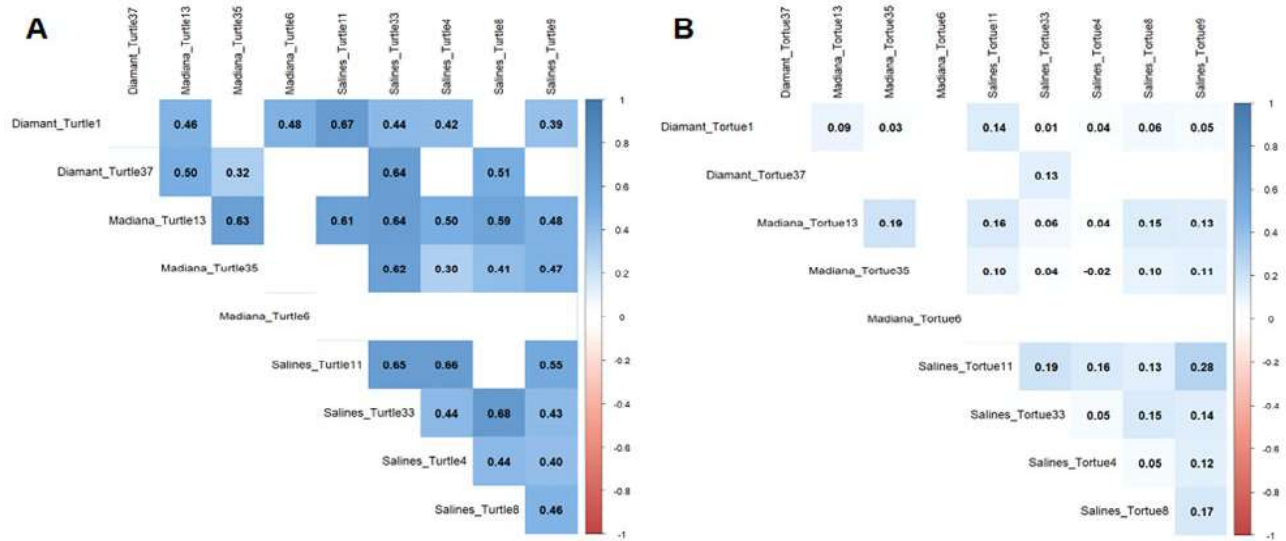 A
Diamant_Turtle37
Madiana_Turtle13
Madiana_Turtle35
Madiana_Turtle6
Salines_Turtle11
Salines_Turtle33
Salines_Turtle4
Salines_Turtle8
Salines_Turtle9
Diamant_Turtle1 0.46 0.48 0.67 0.44 0.42 0.39
Diamant_Turtle37 0.50 0.32 0.64 0.51
Madiana_Turtle13 0.63 0.61 0.64 0.50 0.59 0.48
Madiana_Turtle35 0.62 0.30 0.41 0.47
Madiana_Turtle6
Salines_Turtle11 0.65 0.66 0.55
Salines_Turtle33 0.44 0.68 0.43
Salines_Turtle4 0.44 0.40
Salines_Turtle8 0.46
1
0.8
0.6
0.4
0.2
0
-0.2
-0.4
-0.6
-0.8
-1
B
Diamant_Tortue37
Madiana_Tortue13
Madiana_Tortue35
Madiana_Tortue6
Salines_Tortue11
Salines_Tortue33
Salines_Tortue4
Salines_Tortue8
Salines_Tortue9
Diamant_Tortue1 0.09 0.03 0.14 0.01 0.04 0.06 0.05
Diamant_Tortue37 0.13
Madiana_Tortue13 0.19 0.16 0.06 0.04 0.15 0.13
Madiana_Tortue35 0.10 0.04 -0.02 0.10 0.11
Madiana_Tortue6
Salines_Tortue11 0.19 0.16 0.13 0.28
Salines_Tortue33 0.05 0.15 0.14
Salines_Tortue4 0.05 0.12
Salines_Tortue8 0.17
1
0.8
0.6
0.4
0.2
0
-0.2
-0.4
-0.6
-0.8
-1